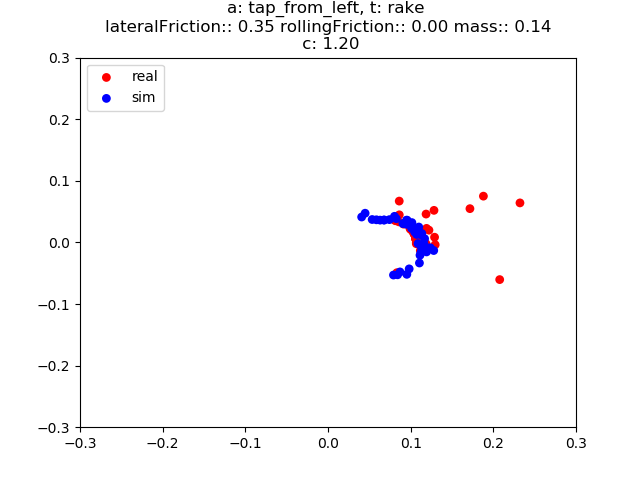 a: tap_from_left, t: rake
lateralFriction:: 0.35 rollingFriction:: 0.00 mass:: 0.14
c: 1.20
real
sim
0.3
0.2
0.1
0.0
−0.1
−0.2
−0.3
−0.3
−0.2
−0.1
0.0
0.1
0.2
0.3